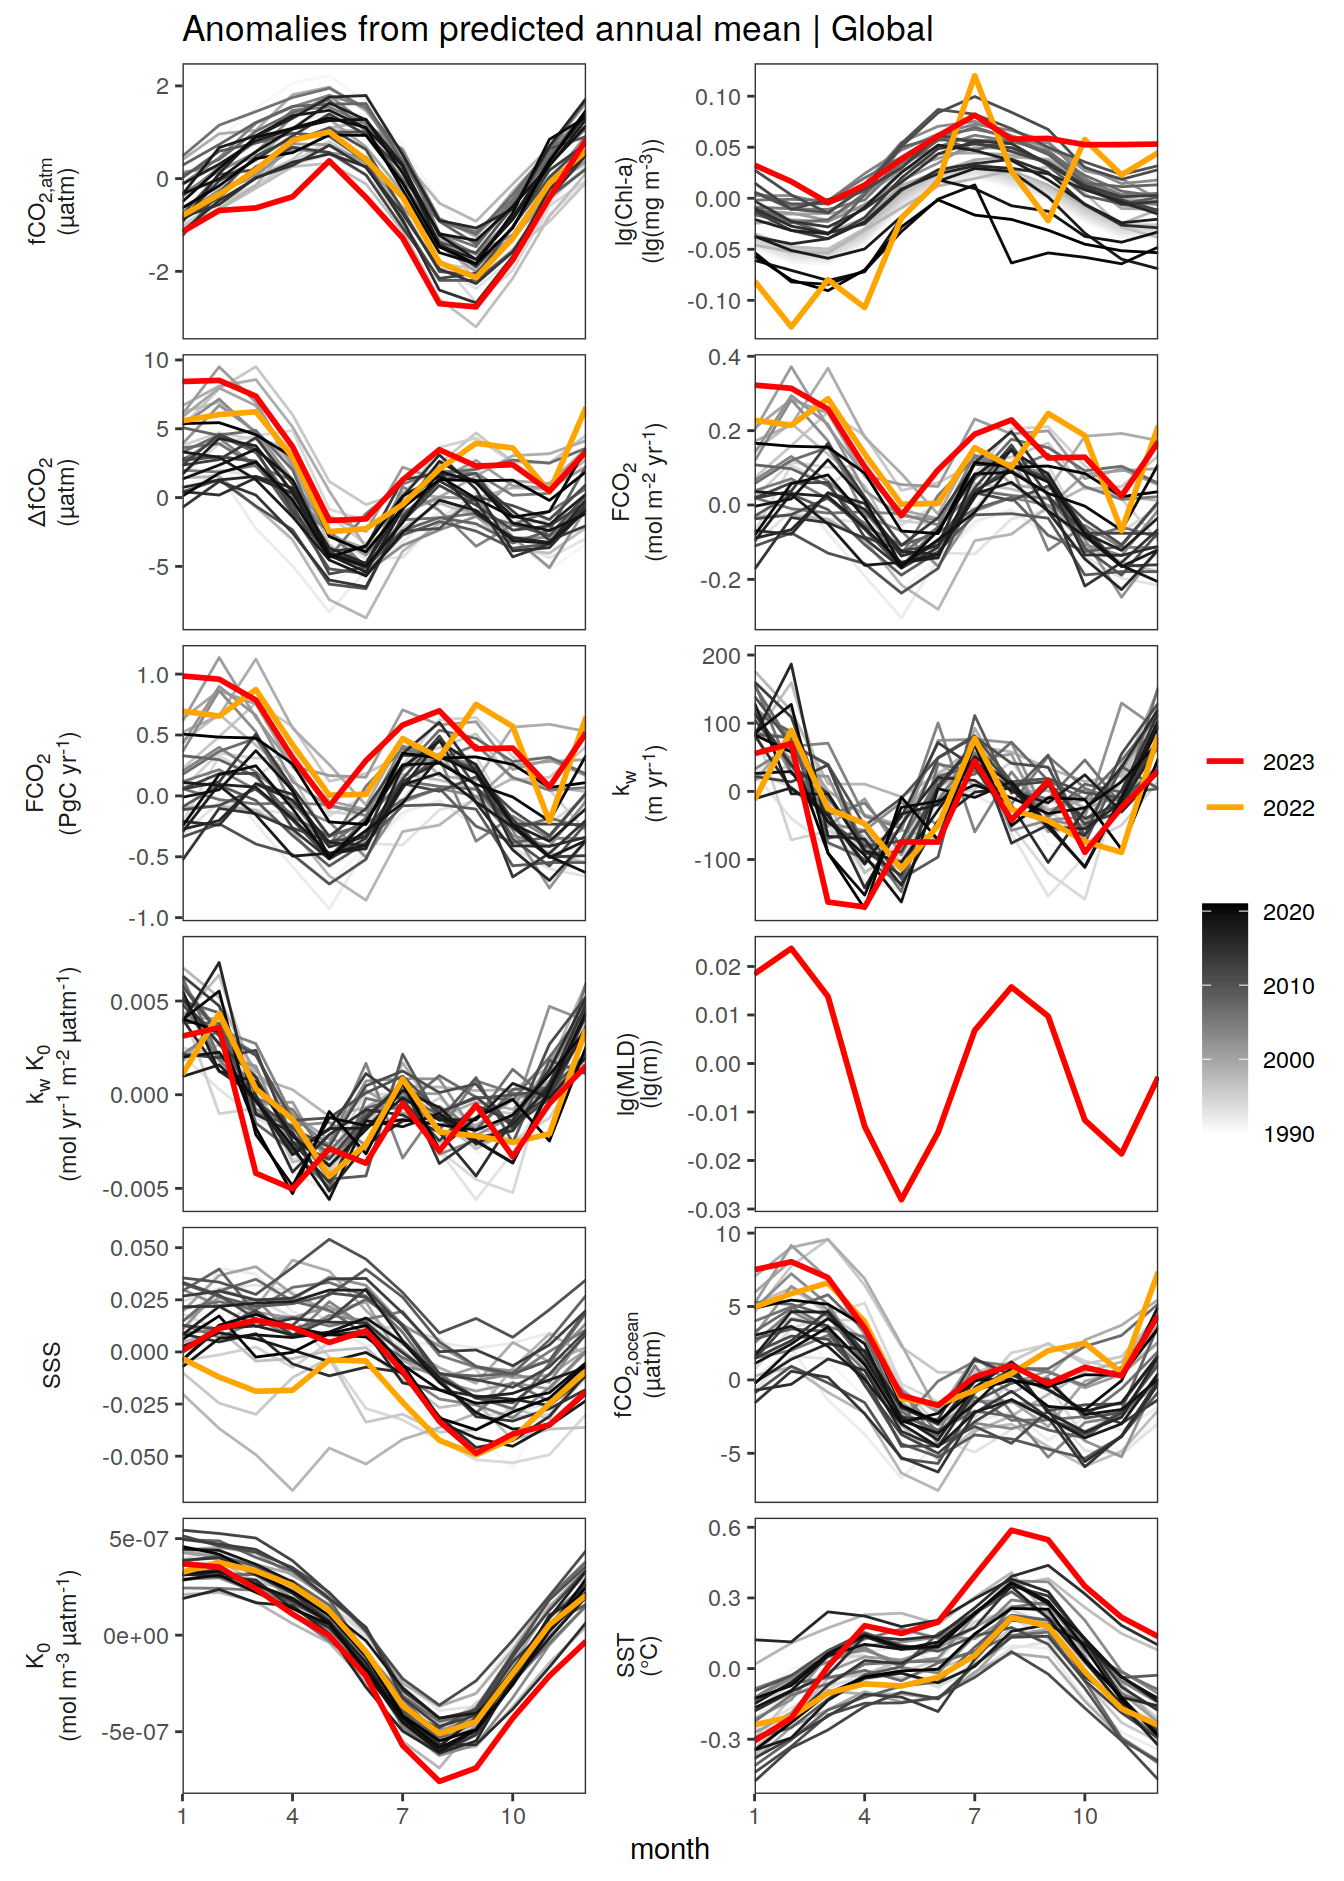 Anomalies from predicted annual mean | Global
fCO2,atm
(µatm)
2
0
-2
lg(Chl-a)
(lg(mg m-3))
0.10
0.05
0.00
-0.05
-0.10
ΔfCO2
(µatm)
10
5
0
-5
FCO2
(mol m-2 yr-1)
0.4
0.2
0.0
-0.2
FCO2
(PgC yr-1)
1.0
0.5
0.0
-0.5
-1.0
kw
(m yr-1)
200
100
0
-100
kw K0
(mol yr-1 m-2 µatm-1)
0.005
0.000
-0.005
lg(MLD)
(lg(m))
0.02
0.01
0.00
-0.01
-0.02
-0.03
SSS
0.050
0.025
0.000
-0.025
-0.050
fCO2,ocean
(µatm)
10
5
0
-5
K0
(mol m-3 µatm-1)
5e-07
0e+00
-5e-07
SST
(°C)
0.6
0.3
0.0
-0.3
1 4 7 10
1 4 7 10
month
2023
2022
2020
2010
2000
1990